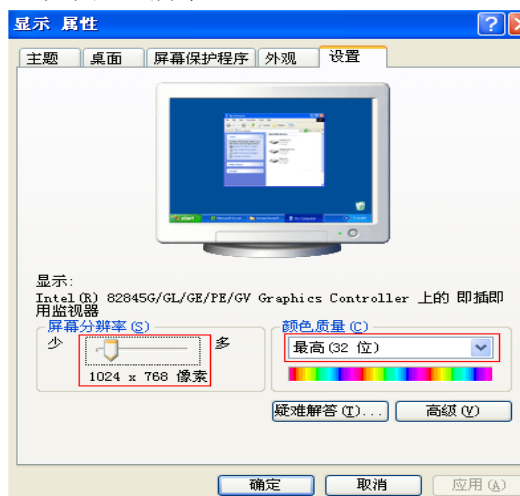 显示 属性
主题 桌面 屏幕保护程序 外观 设置
显示:
Intel(R) 82845G/GL/GE/PE/GV Graphics Controller 上的 即插即
用监视器
屏幕分辨率(S) 颜色质量(C)
少 多 最高(32 位)
1024 x 768 像素
疑难解答(T)... 高级(V)
确定 取消 应用(A)